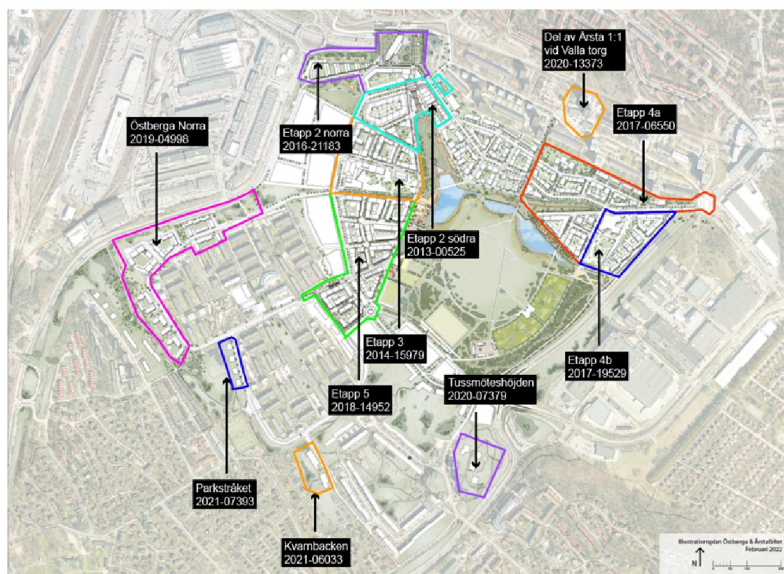 Del av Årsta 1:1
vid Valla torg
2020-13373
Etapp 4a
2017-06550
Östberga Norra
2019-04998
Etapp 2 norra
2016-21183
Etapp 2 södra
2013-00525
Etapp 3
2014-15979
Etapp 4b
2017-19529
Etapp 5
2018-14952
Tussmöteshöjden
2020-07379
Parkstråket
2021-07393
Kvarnbacken
2021-06033
Illustrationsplan Östberga & Årstafältet
Februari 2022
N